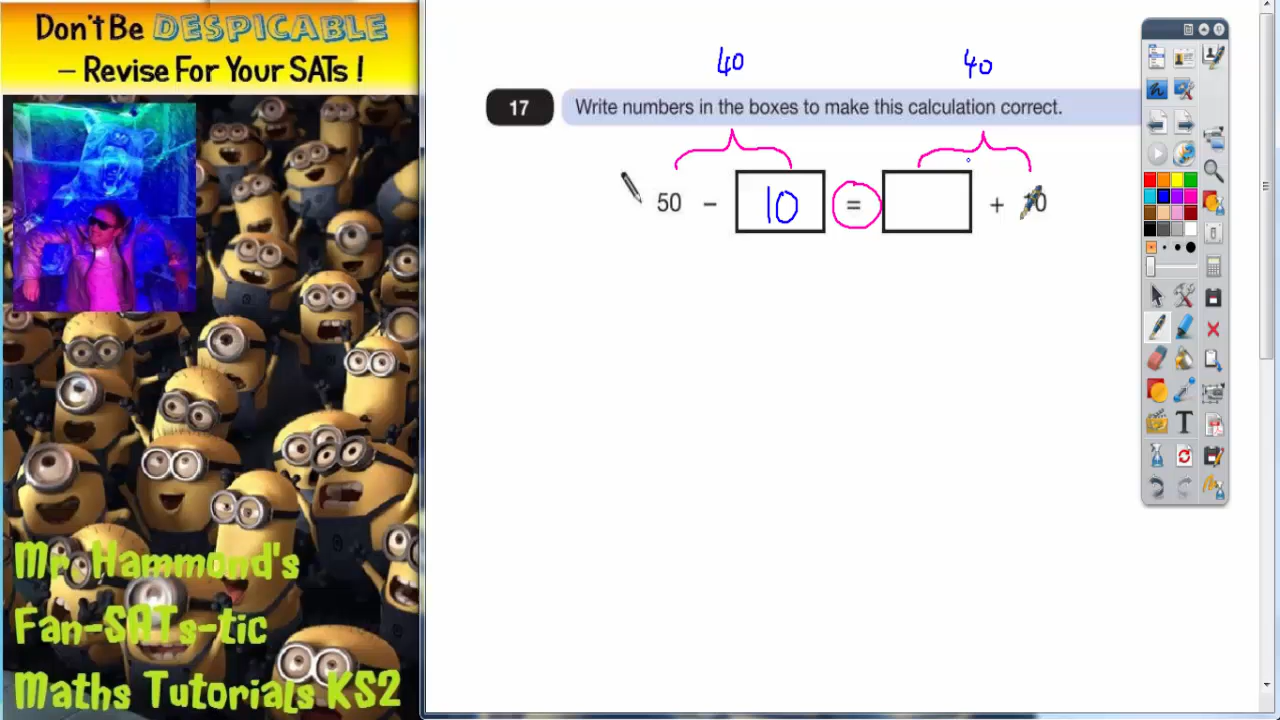 Don't Be DESPICABLE
– Revise For Your SATs !
40 40
17 Write numbers in the boxes to make this calculation correct.
50 – 10 = +
Mr. Hammond's
Fan-SATs-tic
Maths Tutorials KS2
T